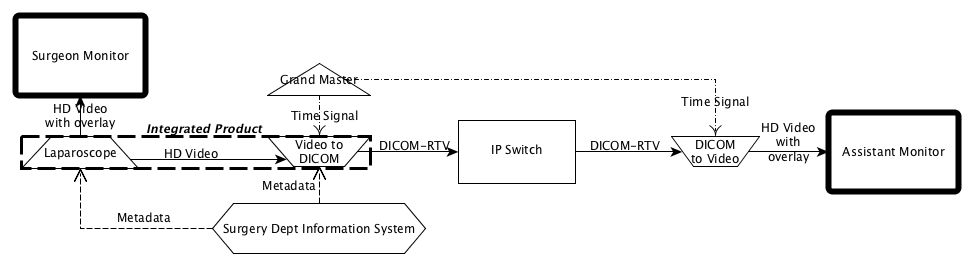 Surgeon Monitor
Grand Master
HD Video
with overlay
Time Signal
Time Signal
Integrated Product
Laparoscope
HD Video
Video to
DICOM
DICOM-RTV
IP Switch
DICOM-RTV
DICOM
to Video
HD Video
with
overlay
Assistant Monitor
Metadata
Metadata
Surgery Dept Information System